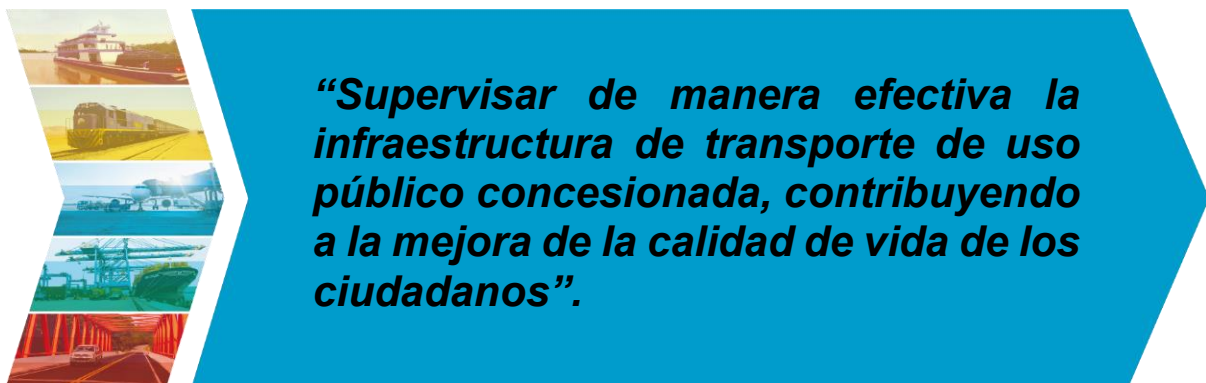 “Supervisar de manera efectiva la
infraestructura de transporte de uso
público concesionada, contribuyendo
a la mejora de la calidad de vida de los
ciudadanos”.